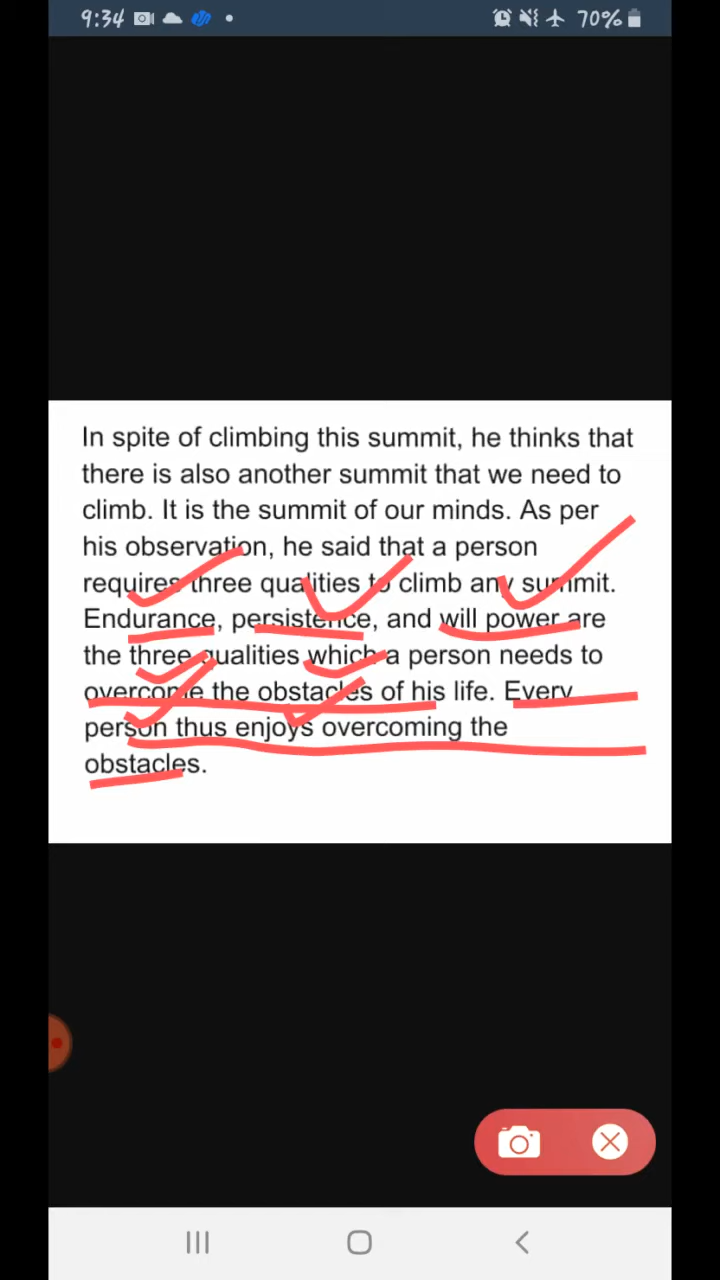 9:34
70%
In spite of climbing this summit, he thinks that
there is also another summit that we need to
climb. It is the summit of our minds. As per
his observation, he said that a person
requires three qualities to climb any summit.
Endurance, persistence, and will power are
the three qualities which a person needs to
overcome the obstacles of his life. Every
person thus enjoys overcoming the
obstacles.